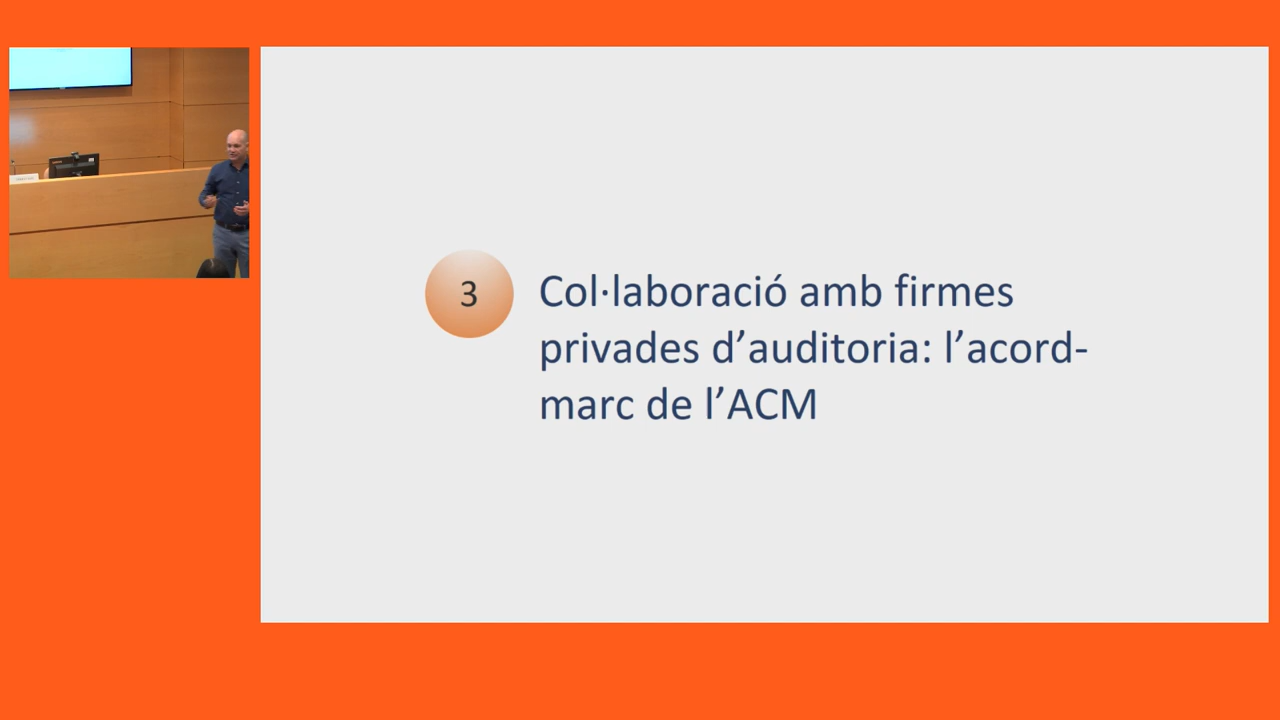 3
Col·laboració amb firmes
privades d’auditoria: l’acord-
marc de l’ACM